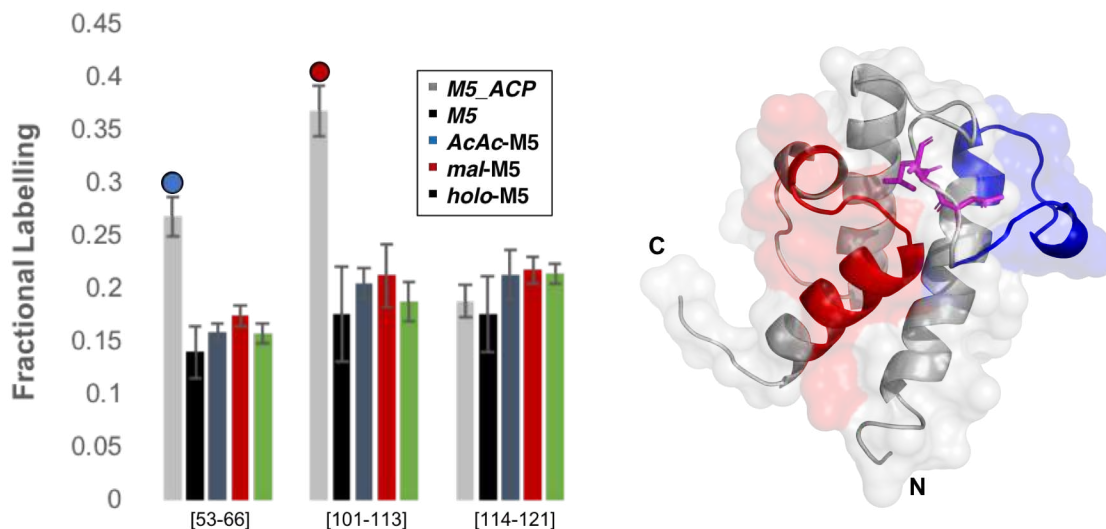 Fractional Labelling
0.45
0.4
0.35
0.3
0.25
0.2
0.15
0.1
0.05
0
M5_ACP
M5
AcAc-M5
mal-M5
holo-M5
[53-66]
[101-113]
[114-121]
C
N